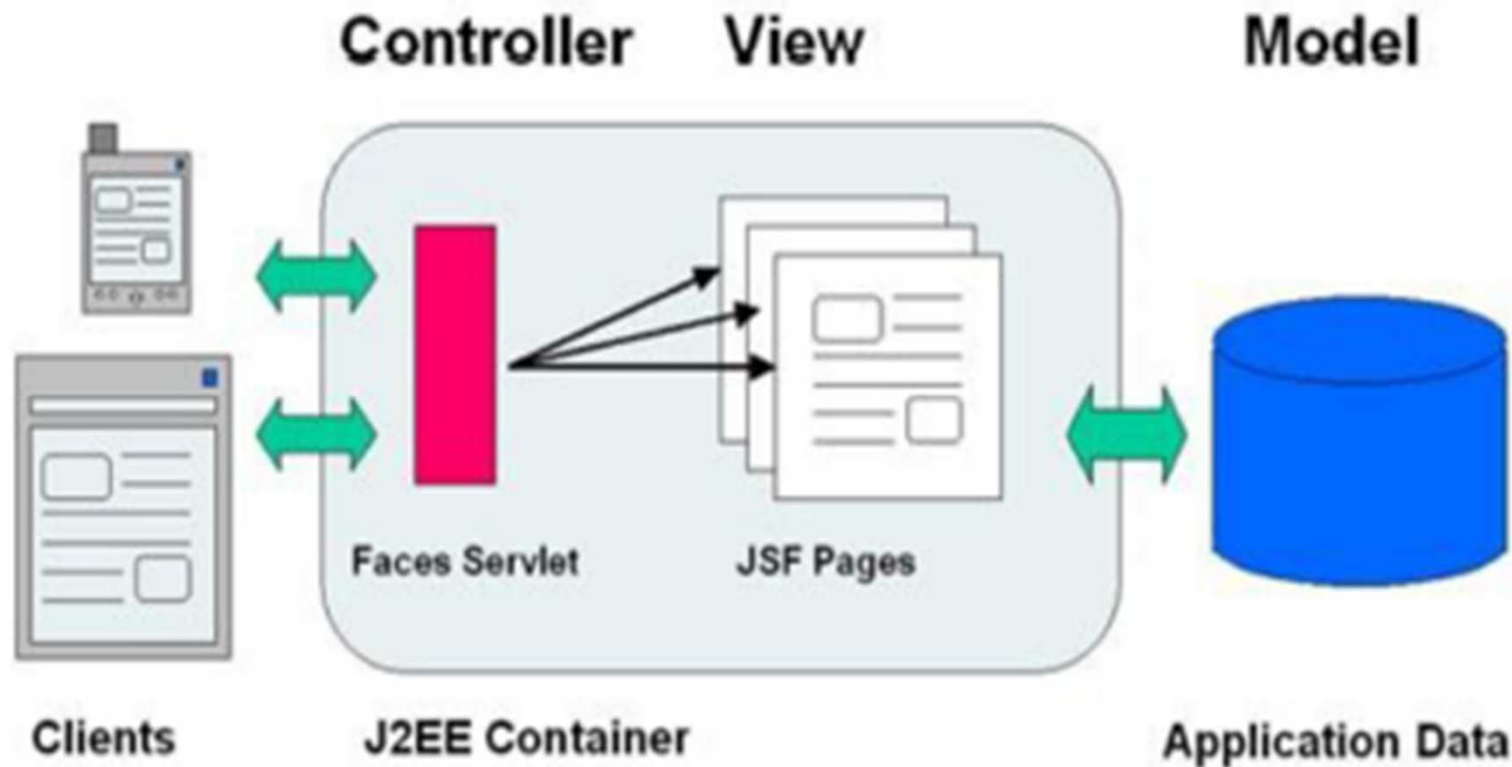 Controller View Model
Faces Servlet JSF Pages
Clients J2EE Container Application Data